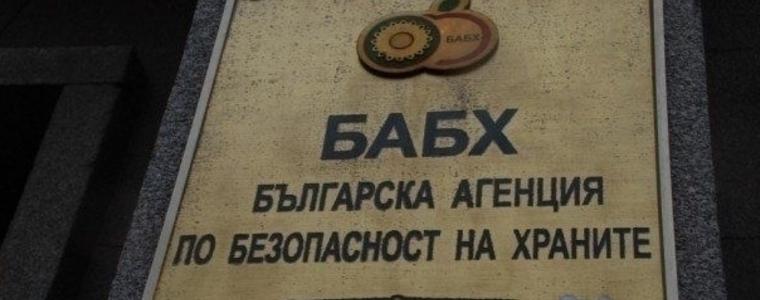 БАБХ
БАБХ
БЪЛГАРСКА АГЕНЦИЯ
ПО БЕЗОПАСНОСТ НА ХРАНИТЕ